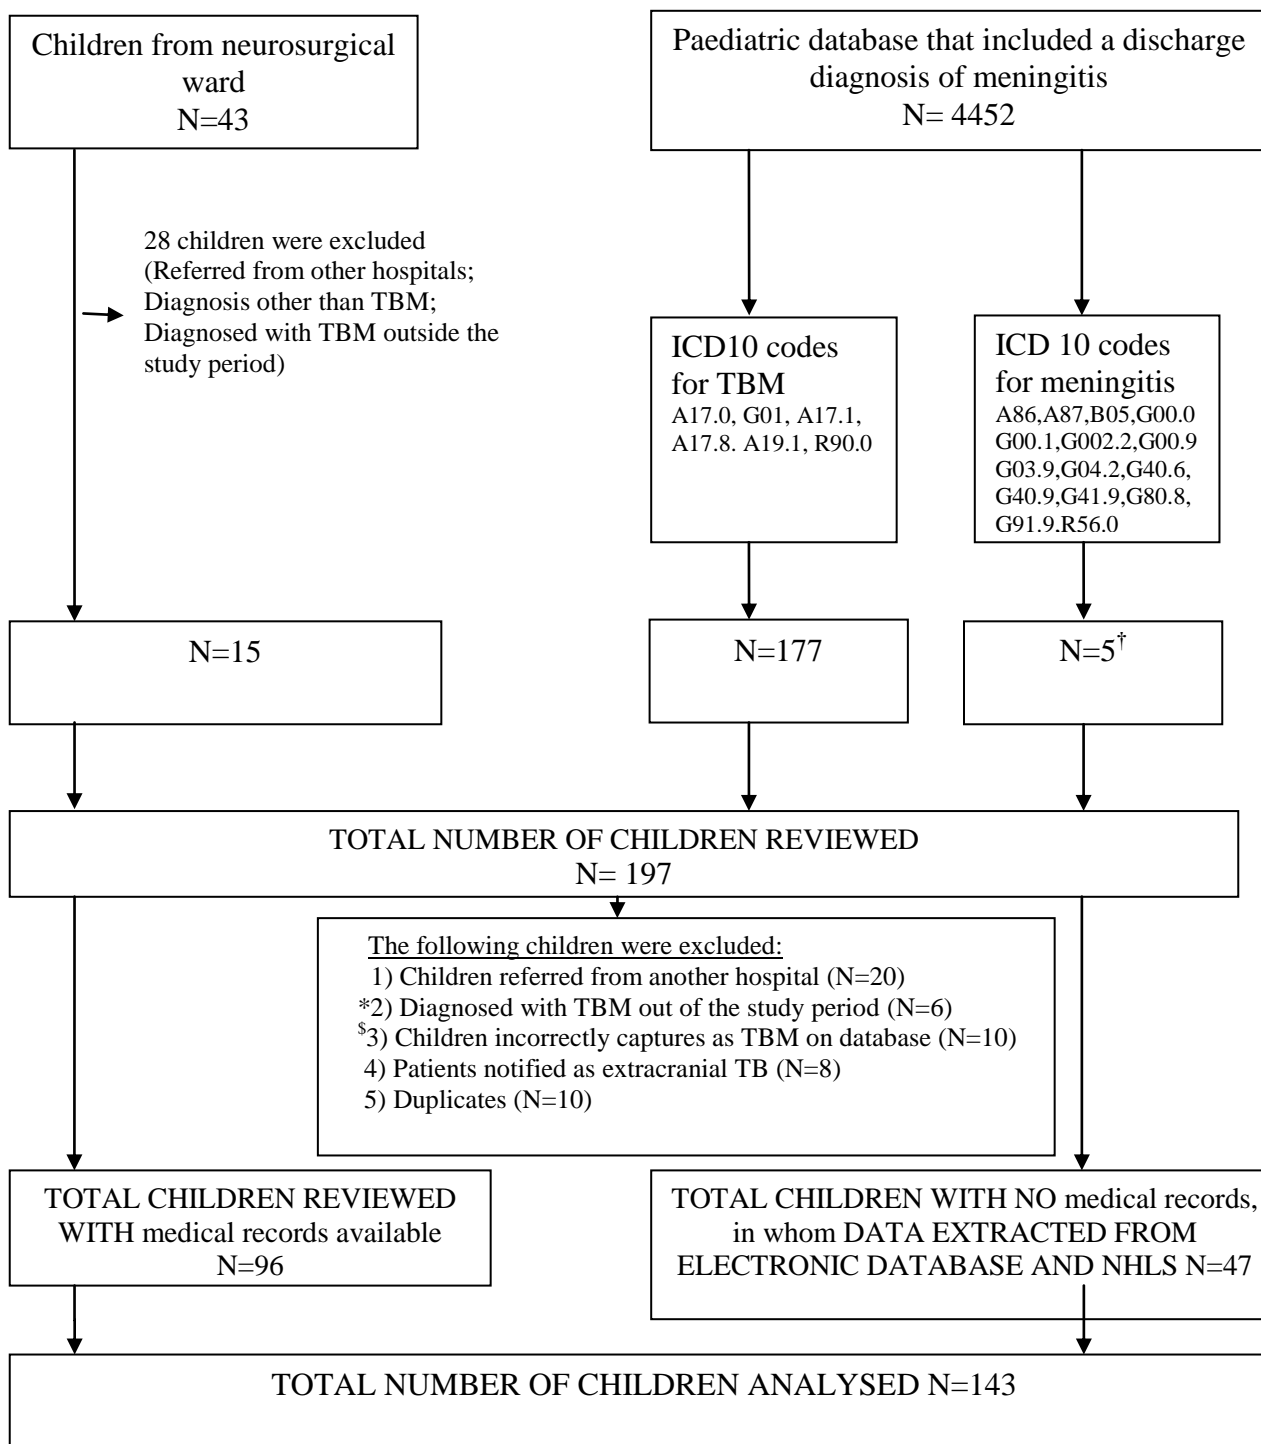 Children from neurosurgical
ward
N=43
Paediatric database that included a discharge
diagnosis of meningitis
N= 4452
28 children were excluded
(Referred from other hospitals;
Diagnosis other than TBM;
Diagnosed with TBM outside the
study period)
ICD10 codes
for TBM
A17.0, G01, A17.1,
A17.8. A19.1, R90.0
ICD 10 codes
for meningitis
A86,A87,B05,G00.0
G00.1,G002.2,G00.9
G03.9,G04.2,G40.6,
G40.9,G41.9,G80.8,
G91.9,R56.0
N=15
N=177
N=5†
TOTAL NUMBER OF CHILDREN REVIEWED
N= 197
The following children were excluded:
1) Children referred from another hospital (N=20)
*2) Diagnosed with TBM out of the study period (N=6)
$3) Children incorrectly captures as TBM on database (N=10)
4) Patients notified as extracranial TB (N=8)
5) Duplicates (N=10)
TOTAL CHILDREN REVIEWED
WITH medical records available
N=96
TOTAL CHILDREN WITH NO medical records,
in whom DATA EXTRACTED FROM
ELECTRONIC DATABASE AND NHLS N=47
TOTAL NUMBER OF CHILDREN ANALYSED N=143